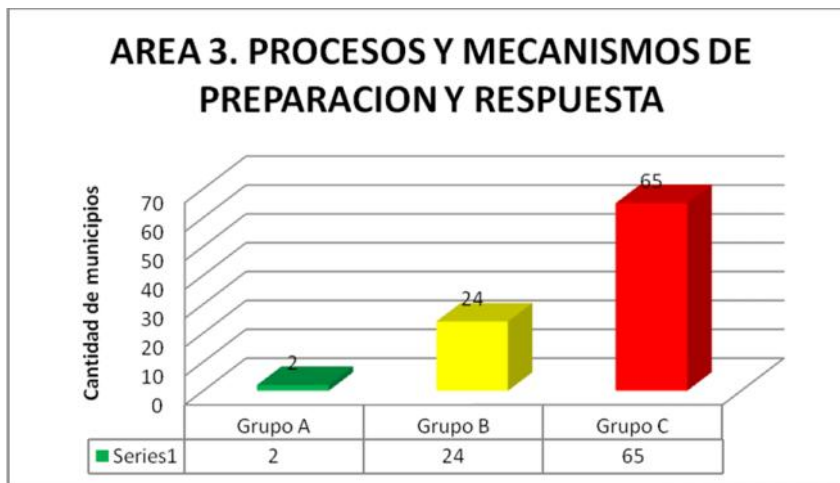 AREA 3. PROCESOS Y MECANISMOS DE
PREPARACION Y RESPUESTA
Cantidad de municipios
70
60
50
40
30
20
10
0
2
24
65
Grupo A Grupo B Grupo C
Series1 2 24 65